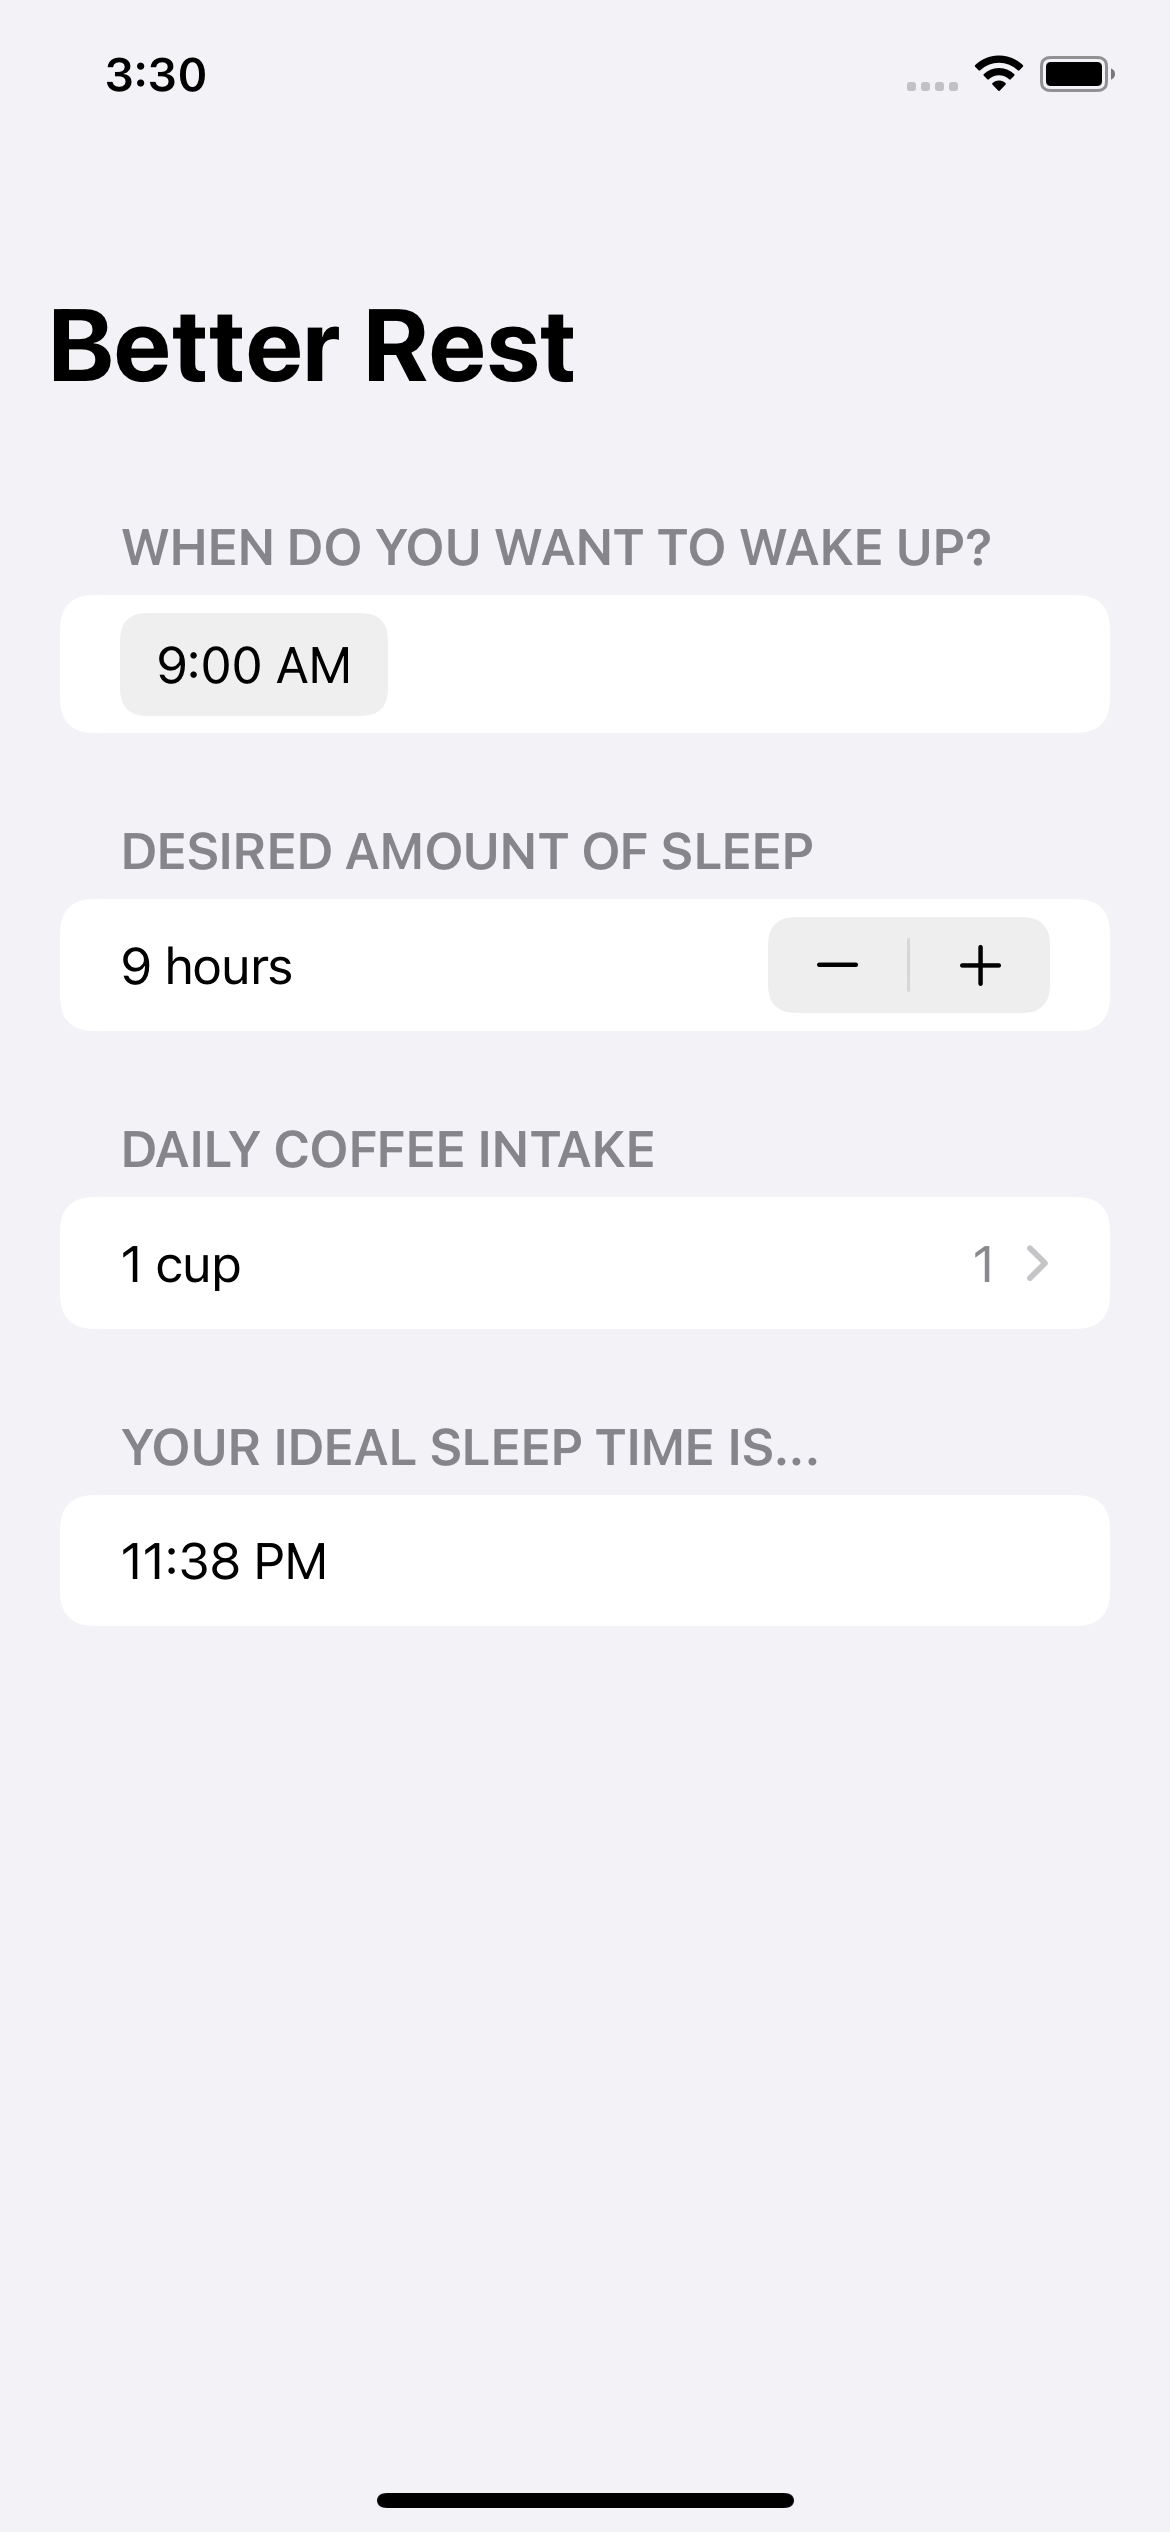 3:30
Better Rest
WHEN DO YOU WANT TO WAKE UP?
9:00 AM
DESIRED AMOUNT OF SLEEP
9 hours
DAILY COFFEE INTAKE
1 cup 1
YOUR IDEAL SLEEP TIME IS...
11:38 PM